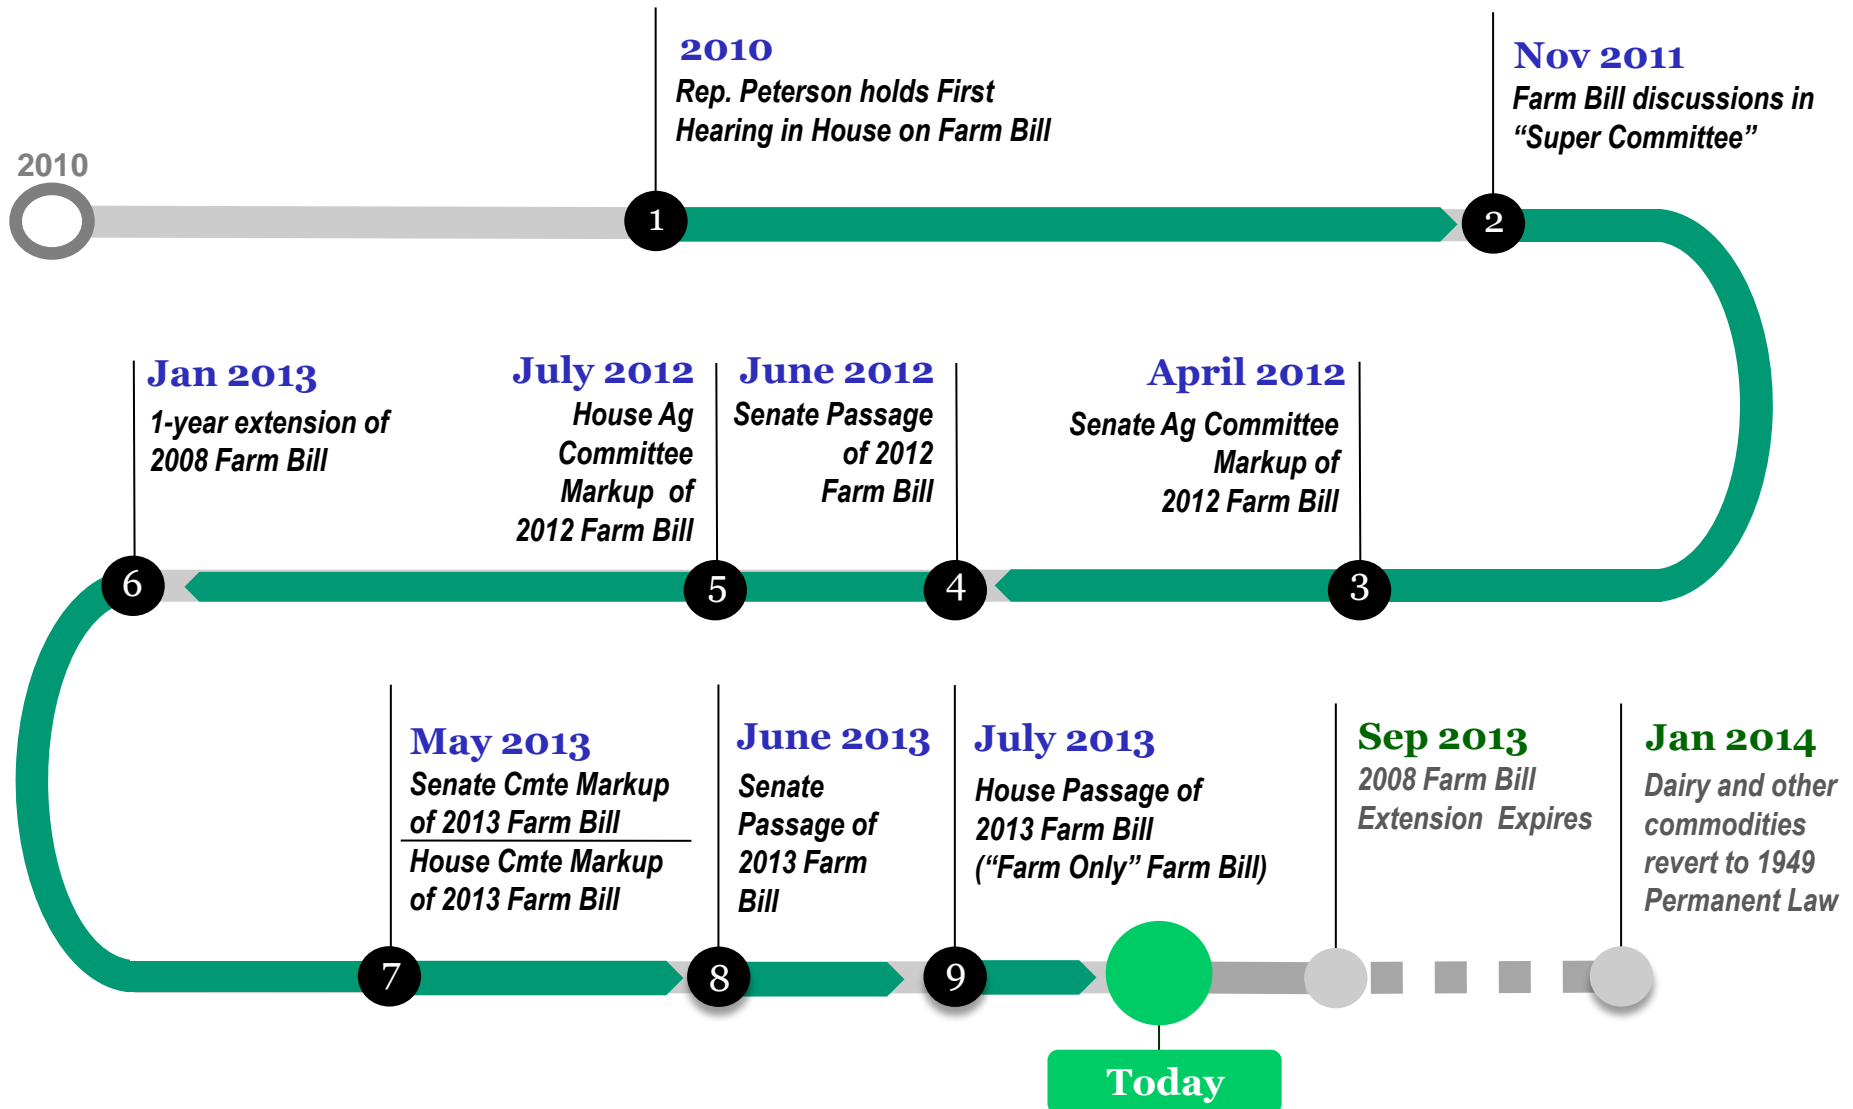 2010
Rep. Peterson holds First
Hearing in House on Farm Bill
Nov 2011
Farm Bill discussions in
“Super Committee”
2010
1
2
Jan 2013
1-year extension of
2008 Farm Bill
July 2012
House Ag
Committee
Markup of
2012 Farm Bill
June 2012
Senate Passage
of 2012
Farm Bill
April 2012
Senate Ag Committee
Markup of
2012 Farm Bill
6
5
4
3
May 2013
Senate Cmte Markup
of 2013 Farm Bill
House Cmte Markup
of 2013 Farm Bill
June 2013
Senate
Passage of
2013 Farm
Bill
July 2013
House Passage of
2013 Farm Bill
(“Farm Only” Farm Bill)
Sep 2013
2008 Farm Bill
Extension Expires
Jan 2014
Dairy and other
commodities
revert to 1949
Permanent Law
7
8
9
Today